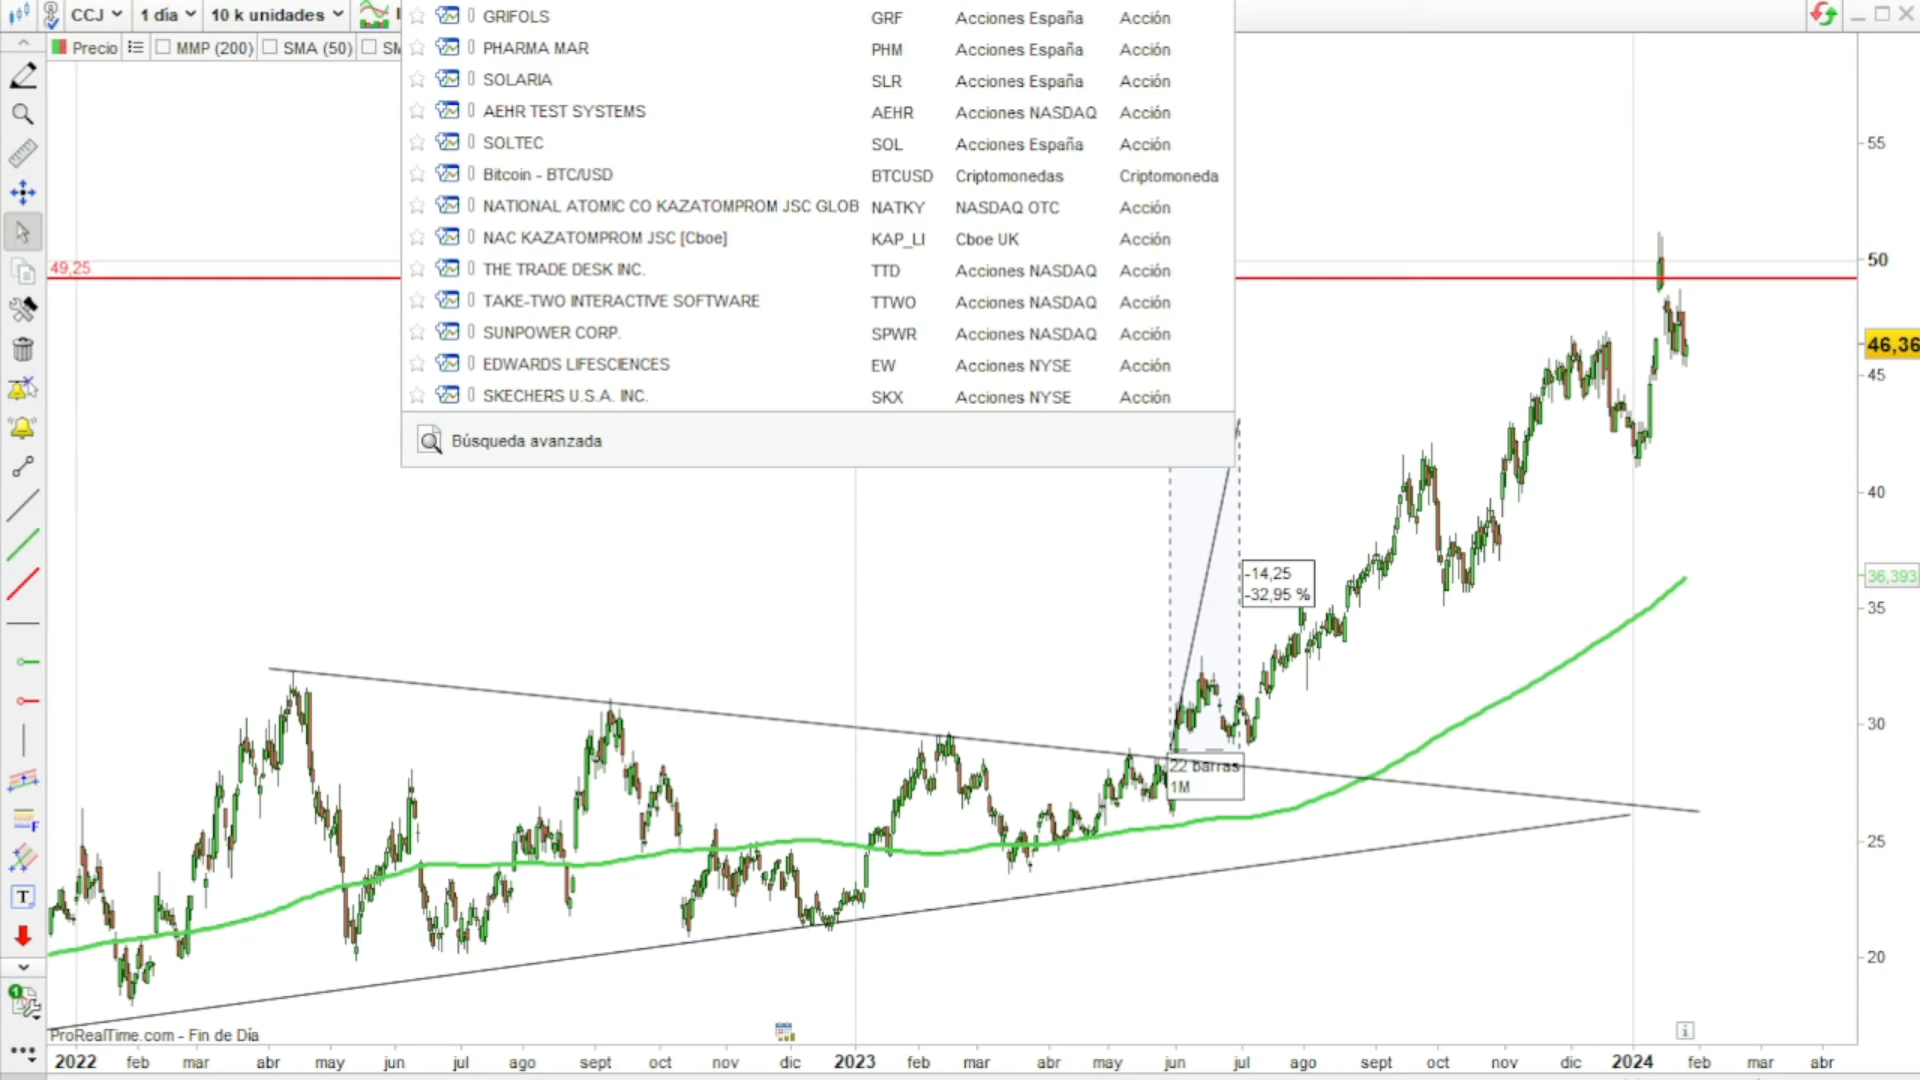 CCJ 1 día 10 k unidades
Precio MMP (200) SMA (50)
GRIFOLS GRF Acciones España Acción
PHARMA MAR PHM Acciones España Acción
SOLARIA SLR Acciones España Acción
AEHR TEST SYSTEMS AEHR Acciones NASDAQ Acción
SOLTEC SOL Acciones España Acción
Bitcoin - BTC/USD BTCUSD Criptomonedas Criptomoneda
NATIONAL ATOMIC CO KAZATOMPROM JSC GLOB NATKY NASDAQ OTC Acción
NAC KAZATOMPROM JSC [Cboe] KAP_LI Cboe UK Acción
THE TRADE DESK INC. TTD Acciones NASDAQ Acción
TAKE-TWO INTERACTIVE SOFTWARE TTWO Acciones NASDAQ Acción
SUNPOWER CORP. SPWR Acciones NASDAQ Acción
EDWARDS LIFESCIENCES EW Acciones NYSE Acción
SKECHERS U.S.A. INC. SKX Acciones NYSE Acción
Búsqueda avanzada
49,25
55
50
46,36
45
40
36,393
35
30
25
20
-14,25
-32,95 %
22 barras
1M
ProRealTime.com - Fin de Día
2022 feb mar abr may jun jul ago sept oct nov dic 2023 feb mar abr may jun jul ago sept oct nov dic 2024 feb mar abr